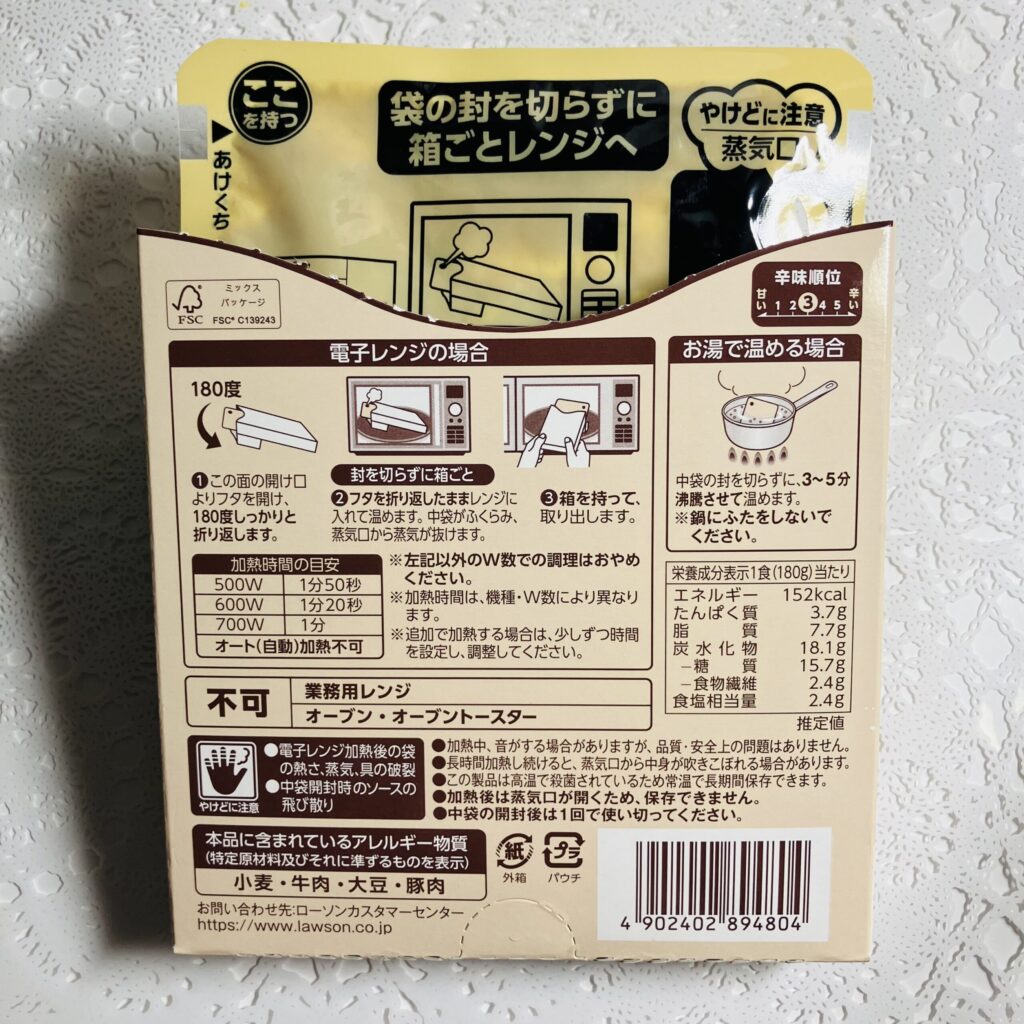 ここ
を持つ
▶あけくち
袋の封を切らずに
箱ごとレンジへ
やけどに注意
蒸気口
FSC
ミックス
パッケージ
FSC® C139243
辛味順位
甘い 1 2 3 4 5 辛い
電子レンジの場合
180度
❶この面の開け口
よりフタを開け、
180度しっかりと
折り返します。
封を切らずに箱ごと
❷フタを折り返したままレンジに
入れて温めます。中袋がふくらみ、
蒸気口から蒸気が抜けます。
❸箱を持って、
取り出します。
加熱時間の目安
500W 1分50秒
600W 1分20秒
700W 1分
オート(自動)加熱不可
※左記以外のW数での調理はおやめ
ください。
※加熱時間は、機種・W数により異なり
ます。
※追加で加熱する場合は、少しずつ時間
を設定し、調整してください。
お湯で温める場合
中袋の封を切らずに、3〜5分
沸騰させて温めます。
※鍋にふたをしないで
ください。
栄養成分表示1食(180g)当たり
エネルギー 152kcal
たんぱく質 3.7g
脂質 7.7g
炭水化物 18.1g
−糖質 15.7g
−食物繊維 2.4g
食塩相当量 2.4g
推定値
不可
業務用レンジ
オーブン・オーブントースター
やけどに注意
●電子レンジ加熱後の袋
の熱さ、蒸気、具の破裂
●中袋開封時のソースの
飛び散り
●加熱中、音がする場合がありますが、品質・安全上の問題はありません。
●長時間加熱し続けると、蒸気口から中身が吹きこぼれる場合があります。
●この製品は高温で殺菌されているため常温で長期間保存できます。
●加熱後は蒸気口が開くため、保存できません。
●中袋の開封後は1回で使い切ってください。
本品に含まれているアレルギー物質
(特定原材料及びそれに準ずるものを表示)
小麦・牛肉・大豆・豚肉
紙
外箱
プラ
パウチ
お問い合わせ先:ローソンカスタマーセンター
https://www.lawson.co.jp
4 902402 894804